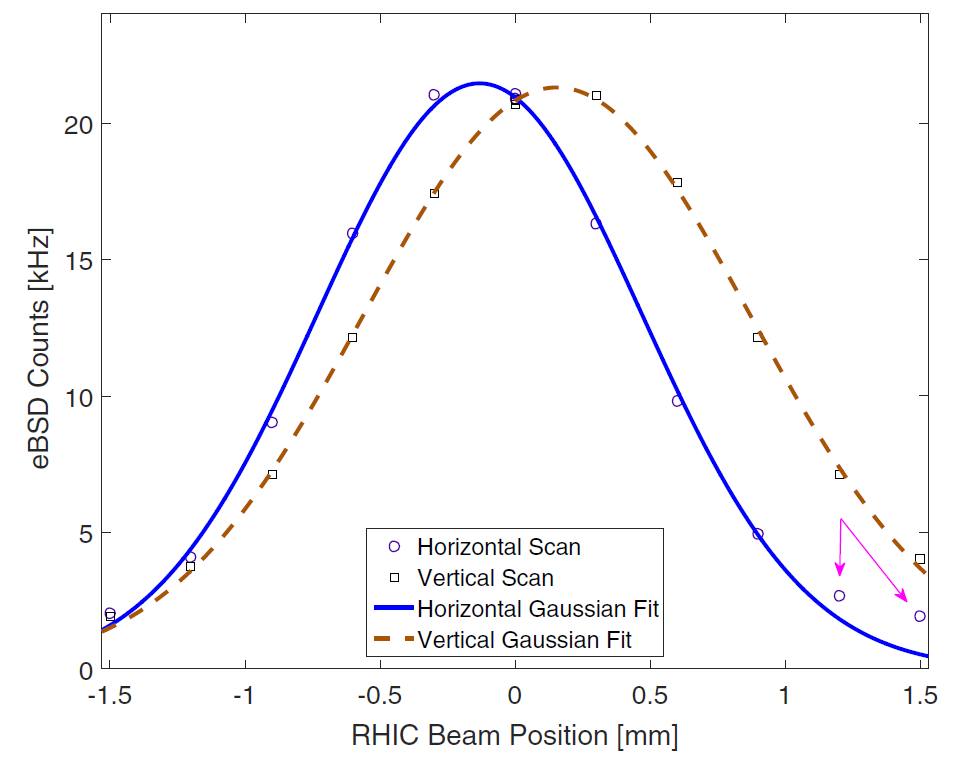 20
15
10
5
0
-1.5
-1
-0.5
0
0.5
1
1.5
eBSD Counts [kHz]
RHIC Beam Position [mm]
Horizontal Scan
Vertical Scan
Horizontal Gaussian Fit
Vertical Gaussian Fit